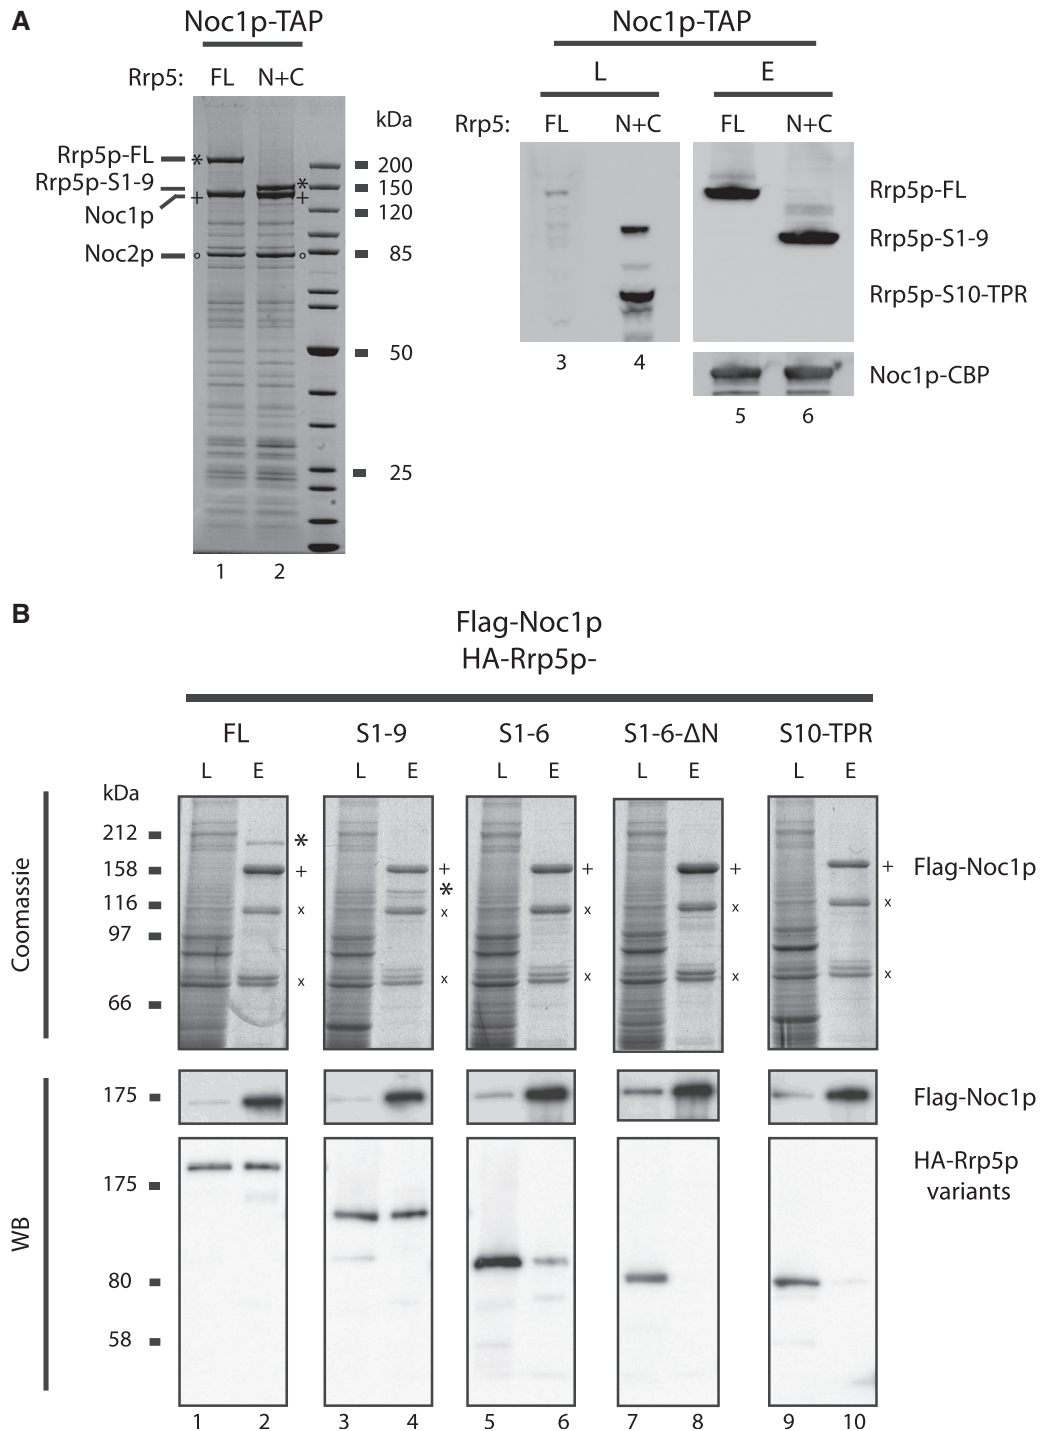 A
Noc1p-TAP
Rrp5: FL N+C
kDa
Rrp5p-FL *
200
Rrp5p-S1-9 *
150
+ +
Noc1p
120
Noc2p ° °
85
50
25
1 2
Noc1p-TAP
L E
Rrp5: FL N+C FL N+C
Rrp5p-FL
Rrp5p-S1-9
Rrp5p-S10-TPR
3 4
Noc1p-CBP
5 6
B
Flag-Noc1p
HA-Rrp5p-
FL S1-9 S1-6 S1-6-ΔN S10-TPR
L E L E L E L E L E
kDa
Coomassie
212 *
158 + + + + + Flag-Noc1p
*
116 x x x x x
97
x x x x x
66
WB
175 Flag-Noc1p
HA-Rrp5p
variants
175
80
58
1 2 3 4 5 6 7 8 9 10